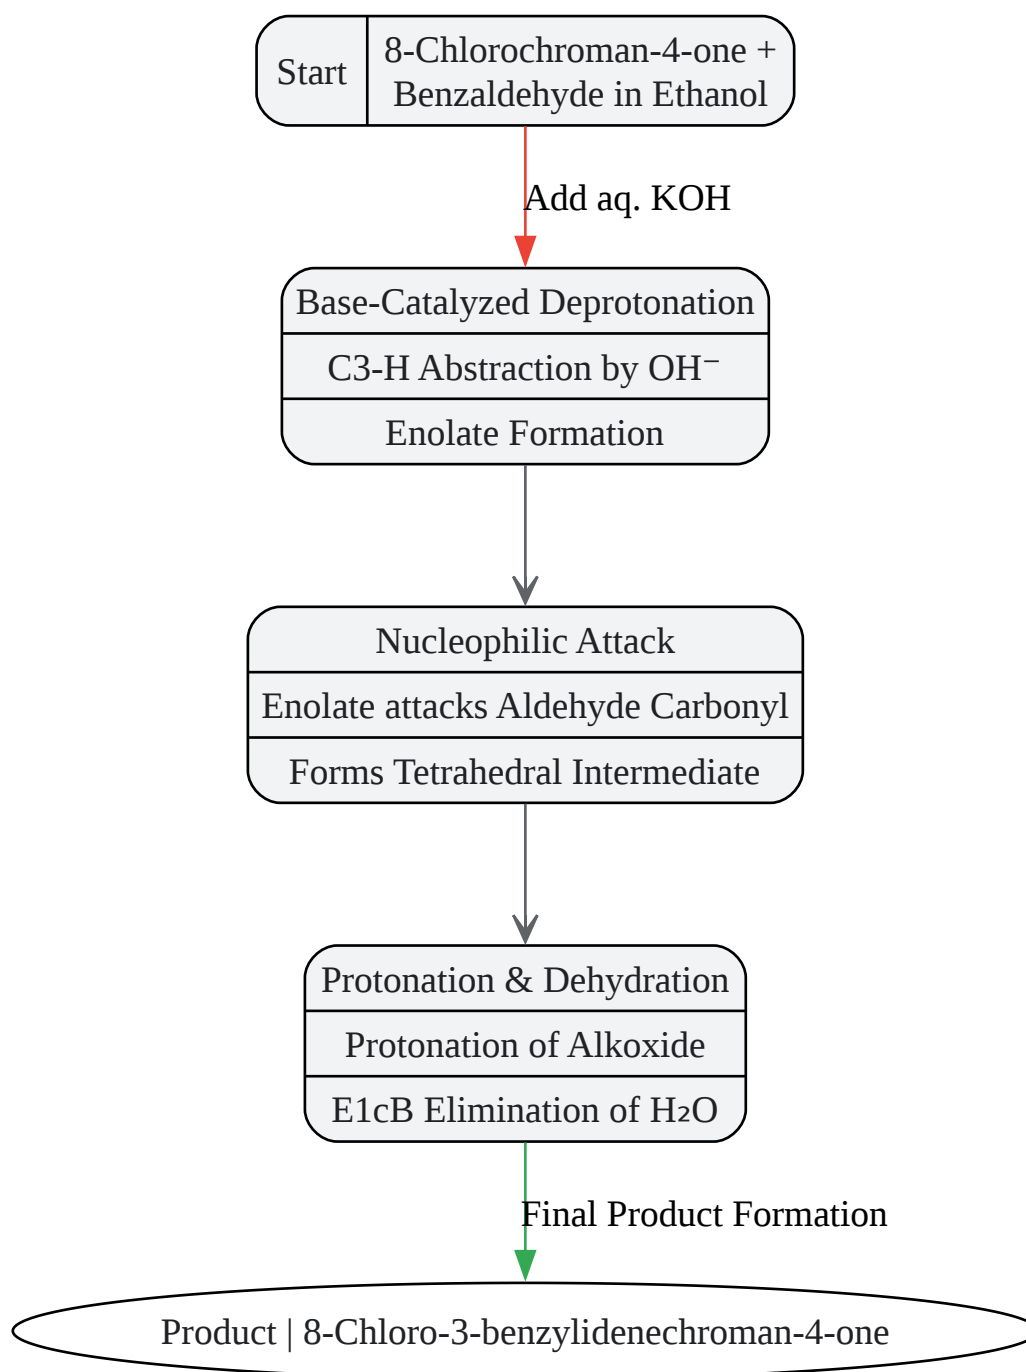 Start
8-Chlorochroman-4-one +
Benzaldehyde in Ethanol
Add aq. KOH
Base-Catalyzed Deprotonation
C3-H Abstraction by OH⁻
Enolate Formation
Nucleophilic Attack
Enolate attacks Aldehyde Carbonyl
Forms Tetrahedral Intermediate
Protonation & Dehydration
Protonation of Alkoxide
E1cB Elimination of H₂O
Final Product Formation
Product | 8-Chloro-3-benzylidenechroman-4-one